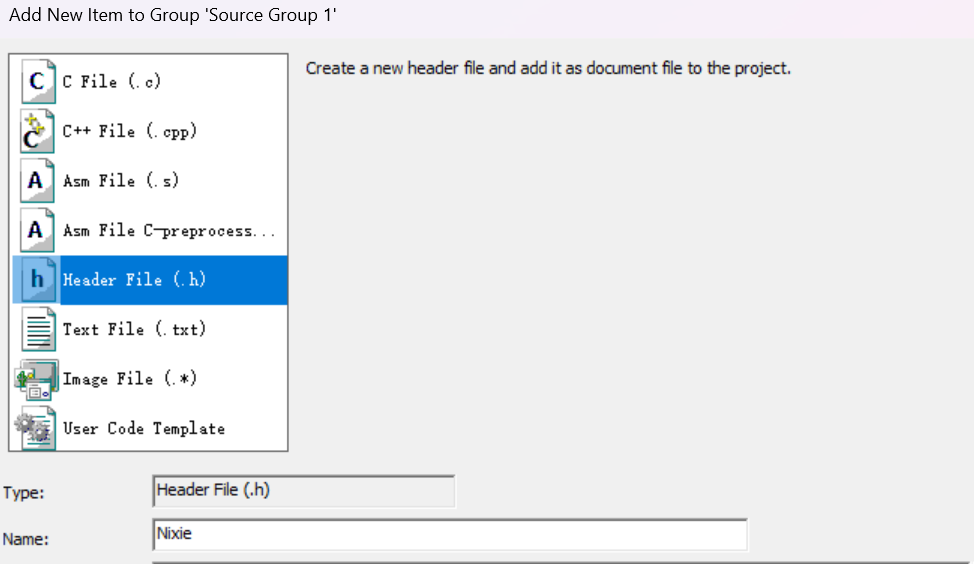 Add New Item to Group 'Source Group 1'
C File (.c)
C++ File (.cpp)
Asm File (.s)
Asm File C-preprocess...
Header File (.h)
Text File (.txt)
Image File (.*)
User Code Template
Create a new header file and add it as document file to the project.
Type:
Header File (.h)
Name:
Nixie